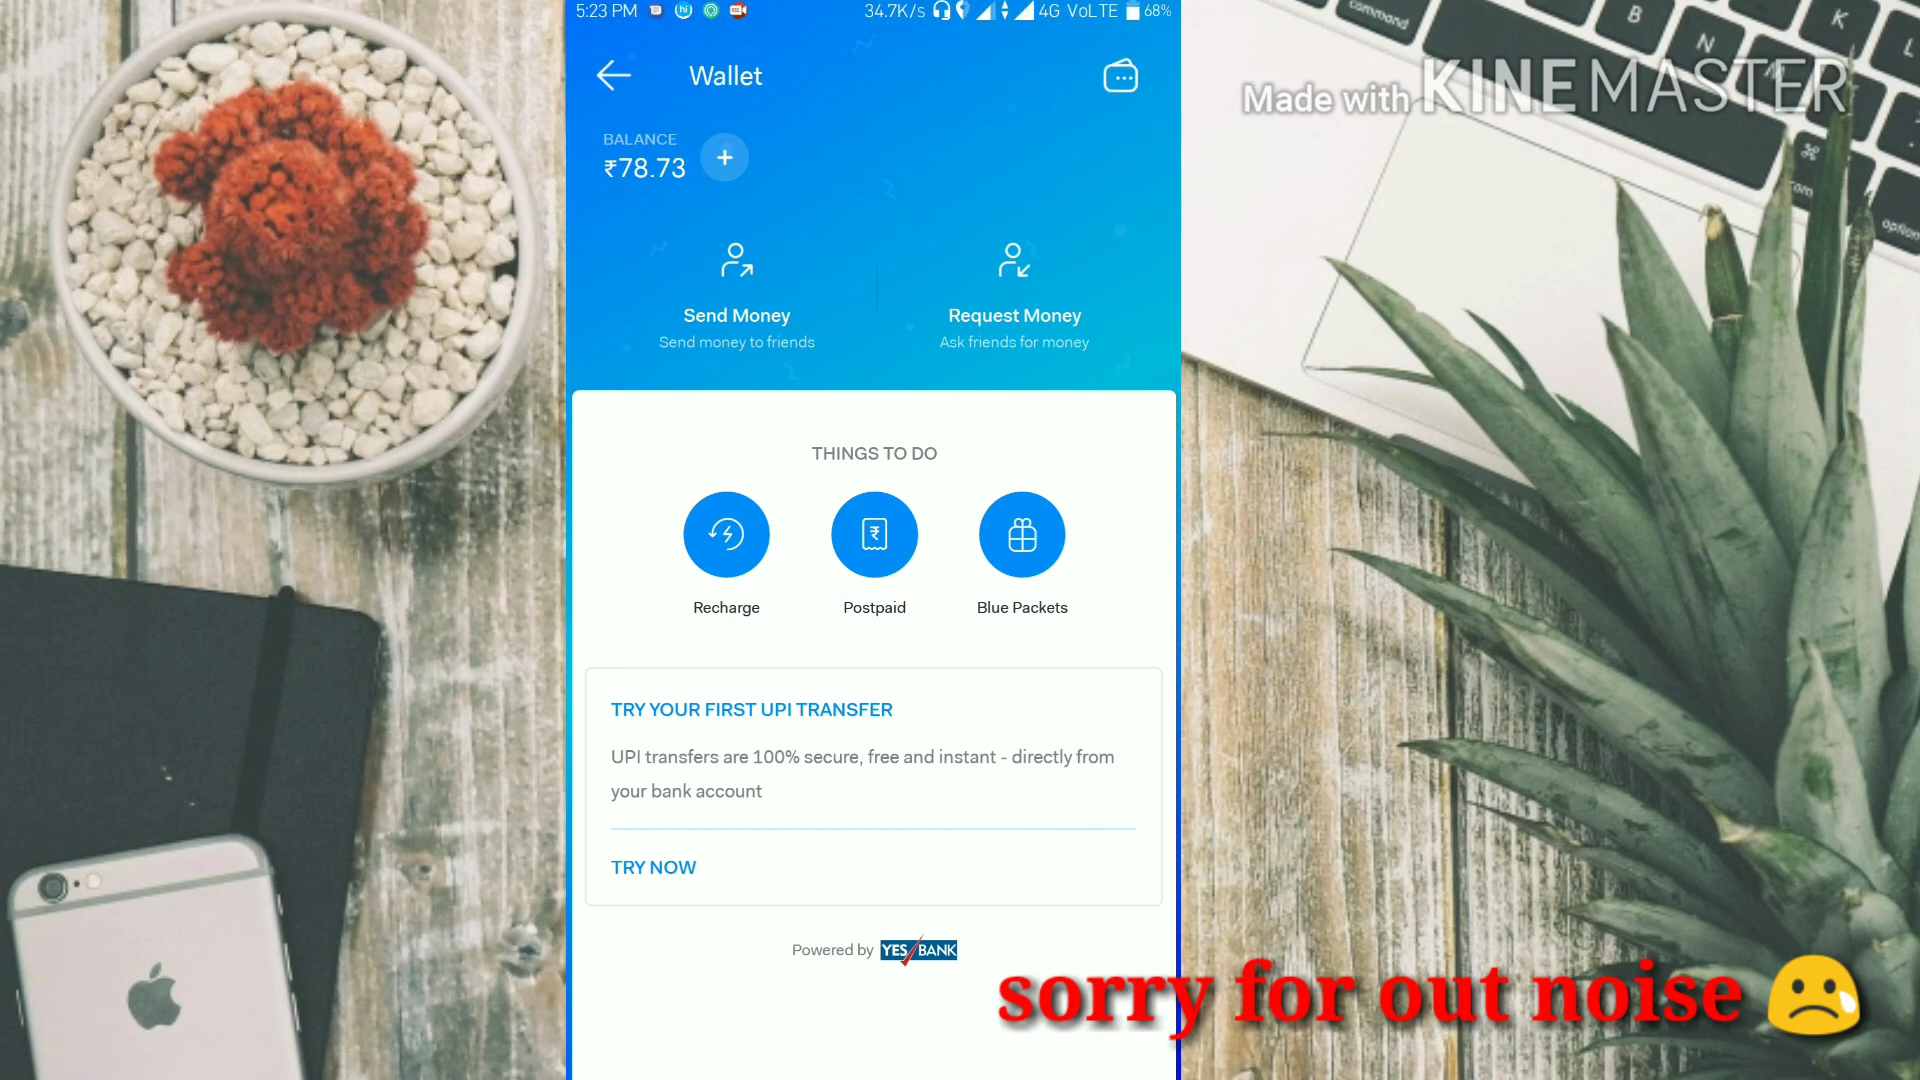 5:23 PM
34.7K/s 4G VoLTE 68%
Wallet
BALANCE
₹78.73 +
Send Money
Send money to friends
Request Money
Ask friends for money
THINGS TO DO
Recharge
Postpaid
Blue Packets
TRY YOUR FIRST UPI TRANSFER
UPI transfers are 100% secure, free and instant - directly from
your bank account
TRY NOW
Powered by YES BANK
Made with KINEMASTER
command
B
N
M
K
L
⌘
com
option
sorry for out noise 😢